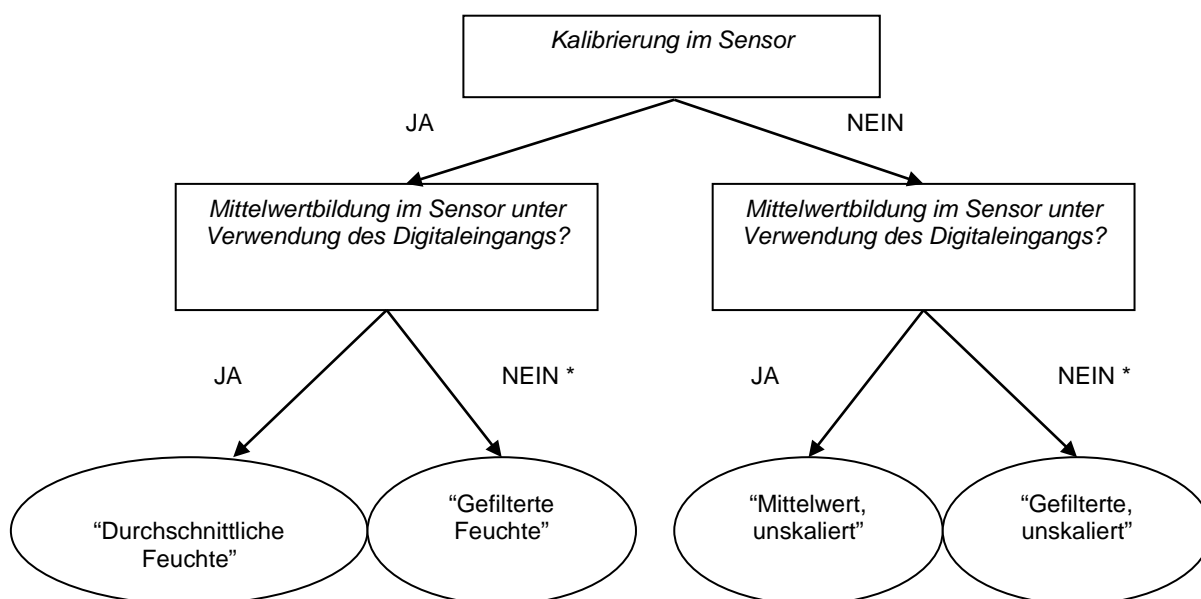 Kalibrierung im Sensor
JA
NEIN
Mittelwertbildung im Sensor unter
Verwendung des Digitaleingangs?
Mittelwertbildung im Sensor unter
Verwendung des Digitaleingangs?
JA
NEIN *
JA
NEIN *
“Durchschnittliche
Feuchte”
“Gefilterte
Feuchte”
“Mittelwert,
unskaliert”
“Gefilterte,
unskaliert”